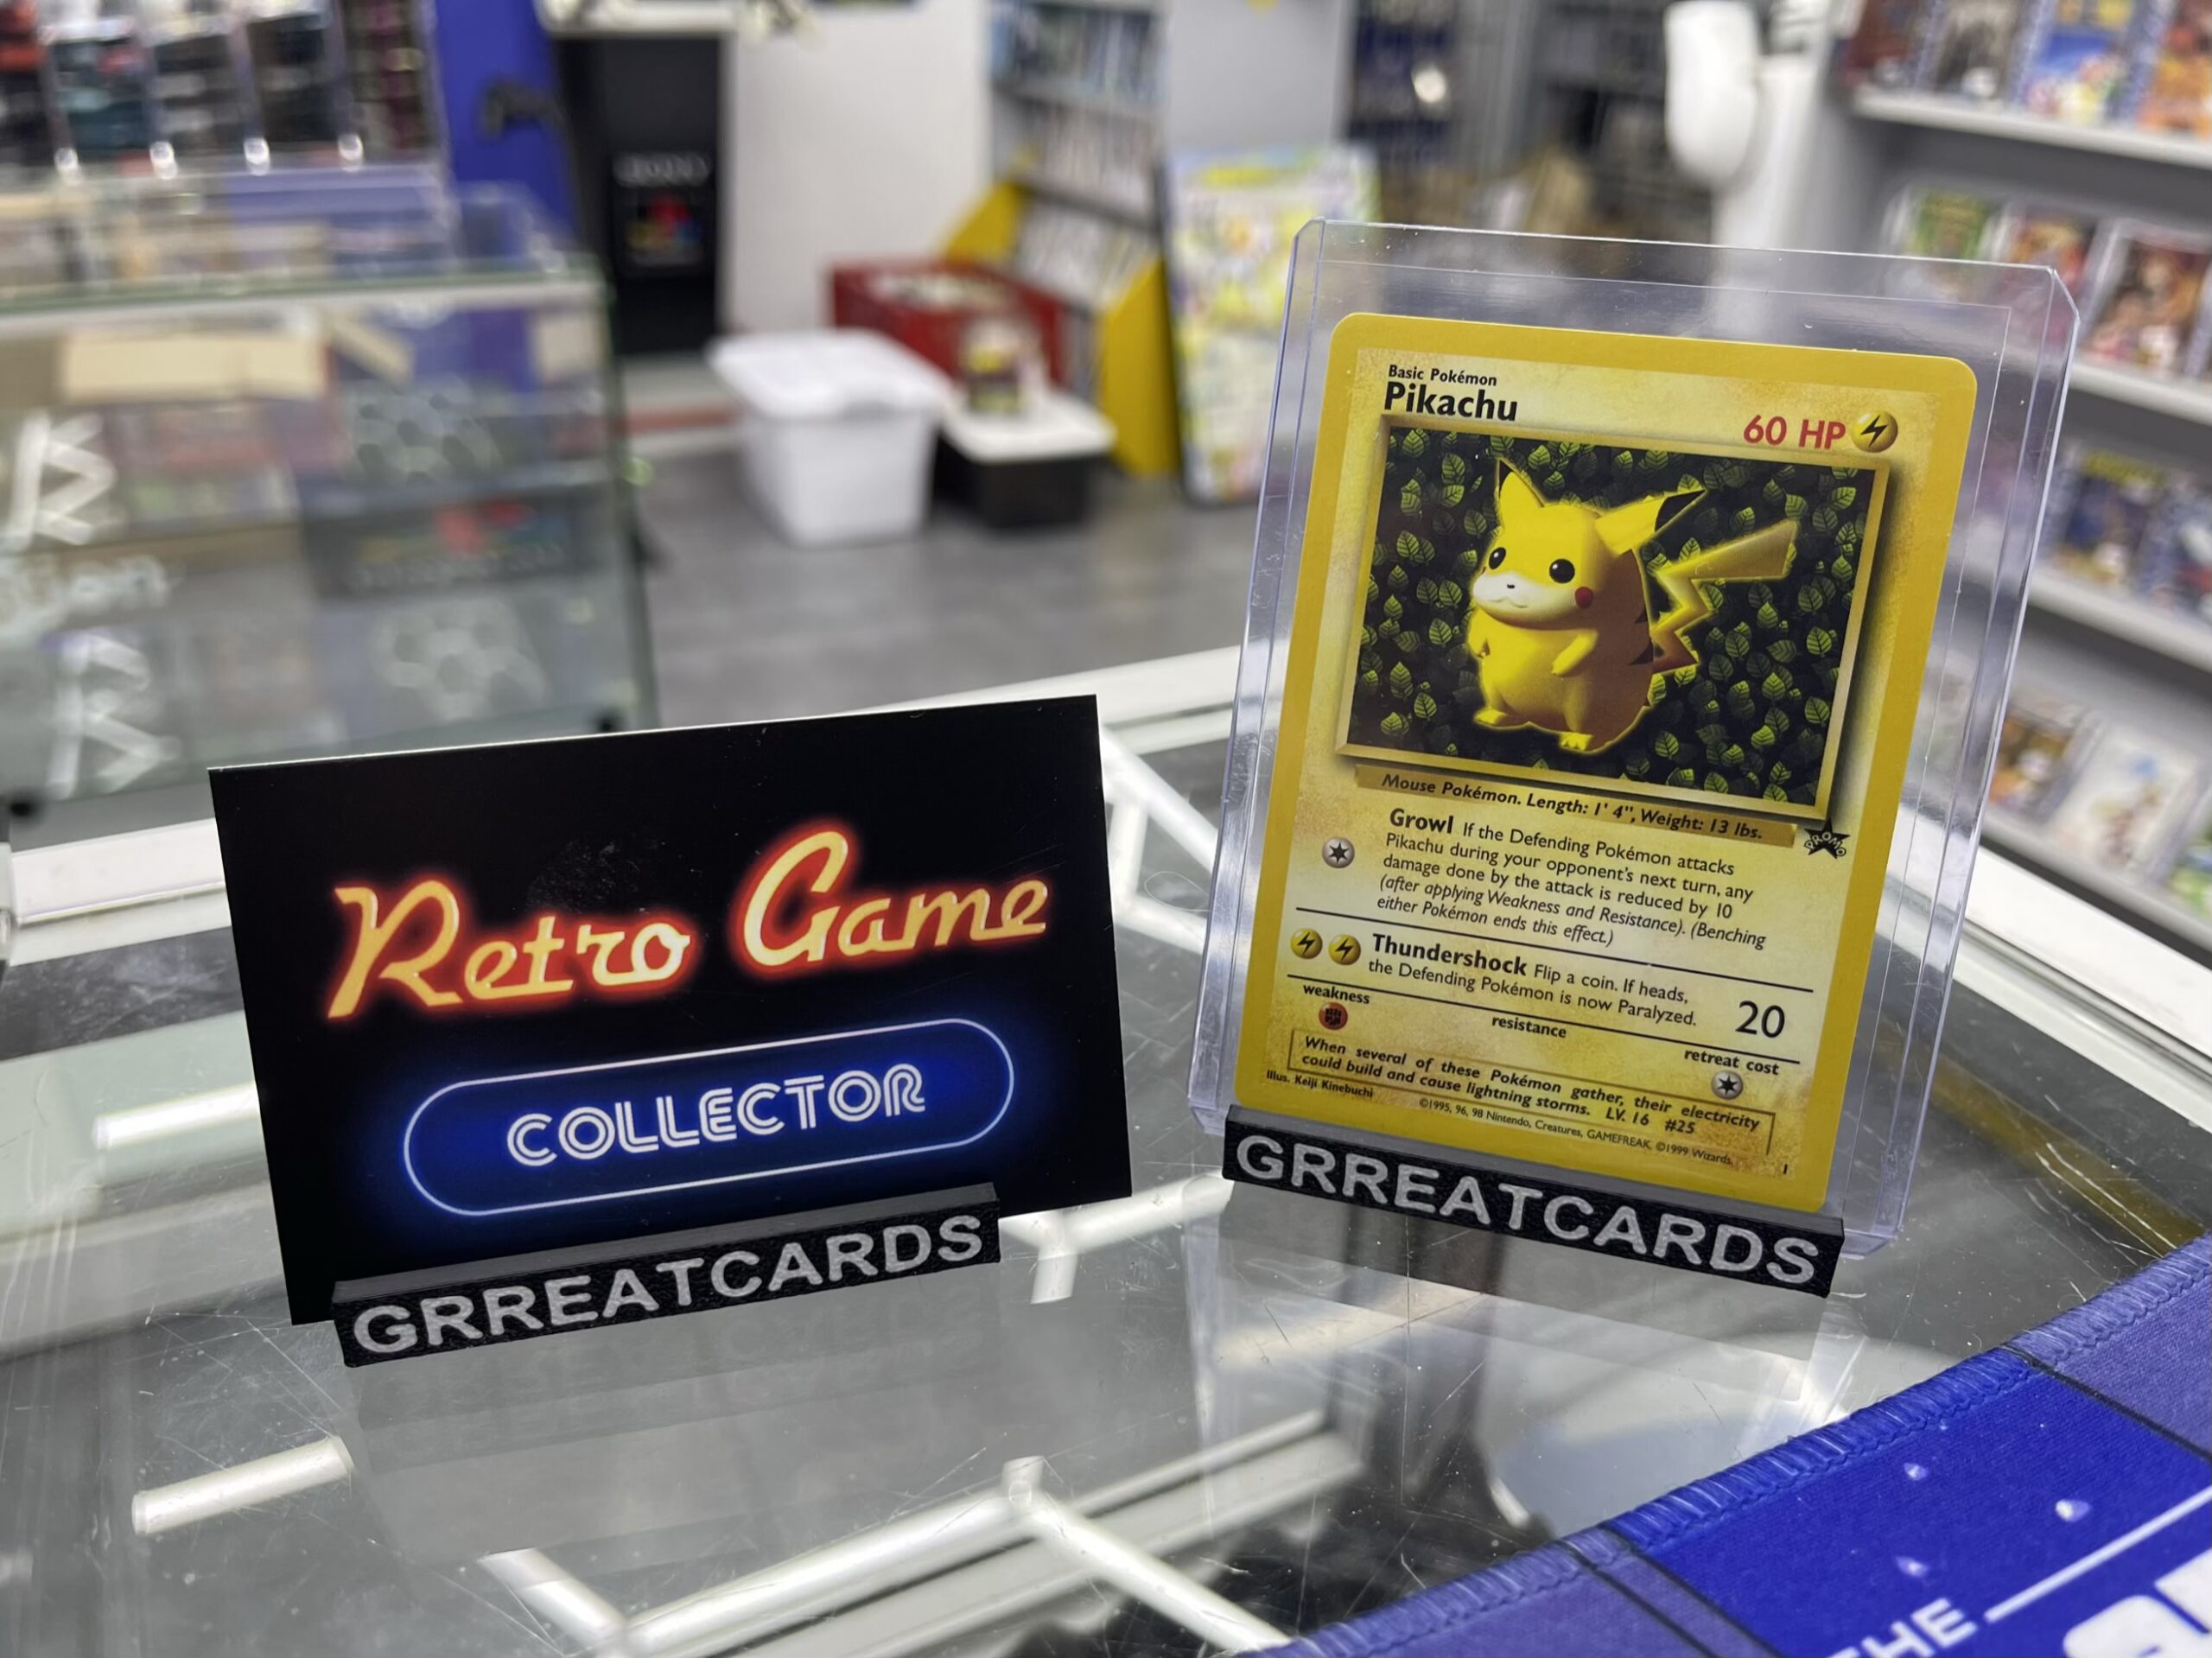 Retro Game
COLLECTOR
GRREATCARDS
Basic Pokémon
Pikachu
60 HP
Mouse Pokémon. Length: 1' 4", Weight: 13 lbs.
PROMO
Growl If the Defending Pokémon attacks
Pikachu during your opponent's next turn, any
damage done by the attack is reduced by 10
(after applying Weakness and Resistance). (Benching
either Pokémon ends this effect.)
Thundershock Flip a coin. If heads,
the Defending Pokémon is now Paralyzed.
20
weakness
resistance
retreat cost
When several of these Pokémon gather, their electricity
could build and cause lightning storms. LV. 16 #25
Illus. Keiji Kinebuchi
©1995, 96, 98 Nintendo, Creatures, GAMEFREAK. ©1999 Wizards.
1
GRREATCARDS
THE